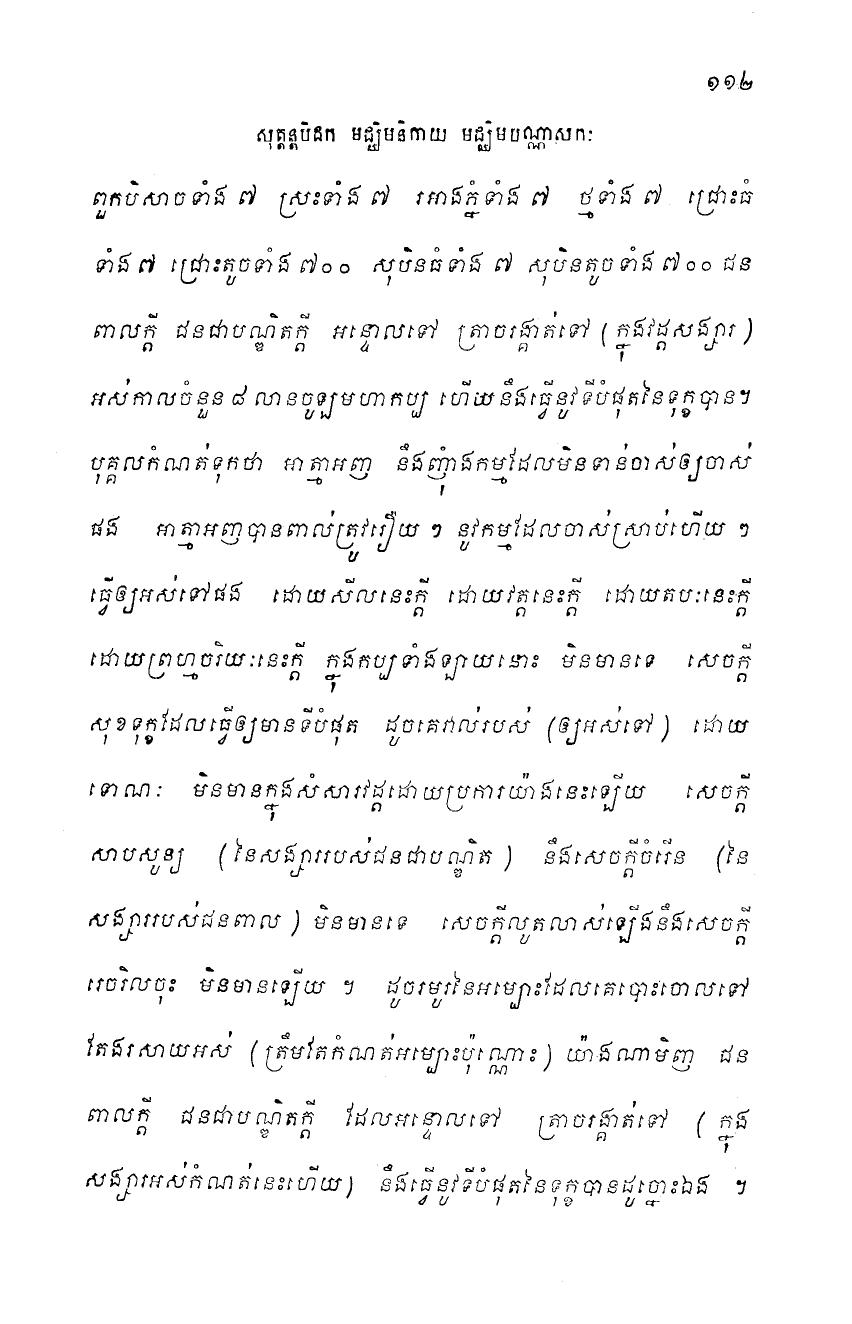 ១១២
សុត្តន្តបិដក មជ្ឈិមនិកាយ មជ្ឈិមបណ្ណាសកៈ
ពួកបិសាចទាំង ៧ ស្រះទាំង ៧ រអាងភ្នំទាំង ៧ ថ្មទាំង ៧ ជ្រោះធំ
ទាំង ៧ ជ្រោះតូចទាំង ៧០០ សុបិនធំទាំង ៧ សុបិនតូចទាំង ៧០០ ជន
ពាលក្តី ជនជាបណ្ឌិតក្តី អន្ទោលទៅ ត្រាចរង្គាត់ទៅ (ក្នុងវដ្តសង្សារ)
អស់កាលចំនួន ៨ លានចូឡមហាកប្ប ហើយនឹងធ្វើនូវទីបំផុតនៃទុក្ខបាន។
បុគ្គលកំណត់ទុកថា អាត្មាអញ នឹងញុំាងកម្មដែលមិនទាន់ចាស់ឲ្យចាស់
ផង អាត្មាអញបានពាល់ត្រូវរឿយ ៗ នូវកម្មដែលចាស់ស្រាប់ហើយ ៗ
ធ្វើឲ្យអស់ទៅផង ដោយសីលនេះក្តី ដោយវត្តនេះក្តី ដោយតបៈនេះក្តី
ដោយព្រហ្មចរិយៈនេះក្តី ក្នុងកប្បទាំងឡាយនោះ មិនមានទេ សេចក្តី
សុខទុក្ខដែលធ្វើឲ្យមានទីបំផុត ដូចគេវាល់របស់ (ឲ្យអស់ទៅ) ដោយ
ទោណៈ មិនមានក្នុងសំសារវដ្តដោយប្រការយ៉ាងនេះឡើយ សេចក្តី
សាបសូន្យ (នៃសង្សាររបស់ជនជាបណ្ឌិត) នឹងសេចក្តីចំរើន (នៃ
សង្សាររបស់ជនពាល) មិនមានទេ សេចក្តីលូតលាស់ឡើងនឹងសេចក្តី
រេចរិលចុះ មិនមានឡើយ ។ ដូចរមូរនៃអម្បោះដែលគេបោះចោលទៅ
តែងរសាយអស់ (ត្រឹមតែកំណត់អម្បោះប៉ុណ្ណោះ) យ៉ាងណាមិញ ជន
ពាលក្តី ជនជាបណ្ឌិតក្តី ដែលអន្ទោលទៅ ត្រាចរង្គាត់ទៅ (ក្នុង
សង្សារអស់កំណត់នេះហើយ) នឹងធ្វើនូវទីបំផុតនៃទុក្ខបានដូច្នោះឯង ។